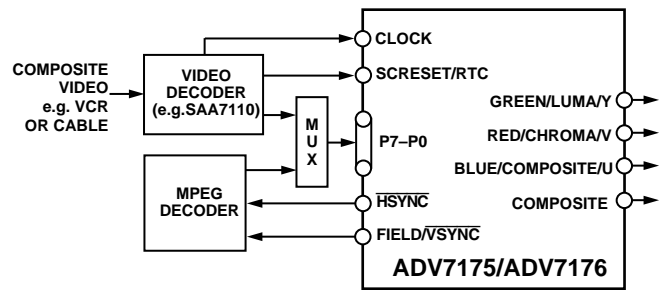 COMPOSITE
VIDEO
e.g. VCR
OR CABLE
VIDEO
DECODER
(e.g.SAA7110)
MPEG
DECODER
M
U
X
CLOCK
SCRESET/RTC
P7–P0
HSYNC
FIELD/VSYNC
GREEN/LUMA/Y
RED/CHROMA/V
BLUE/COMPOSITE/U
COMPOSITE
ADV7175/ADV7176